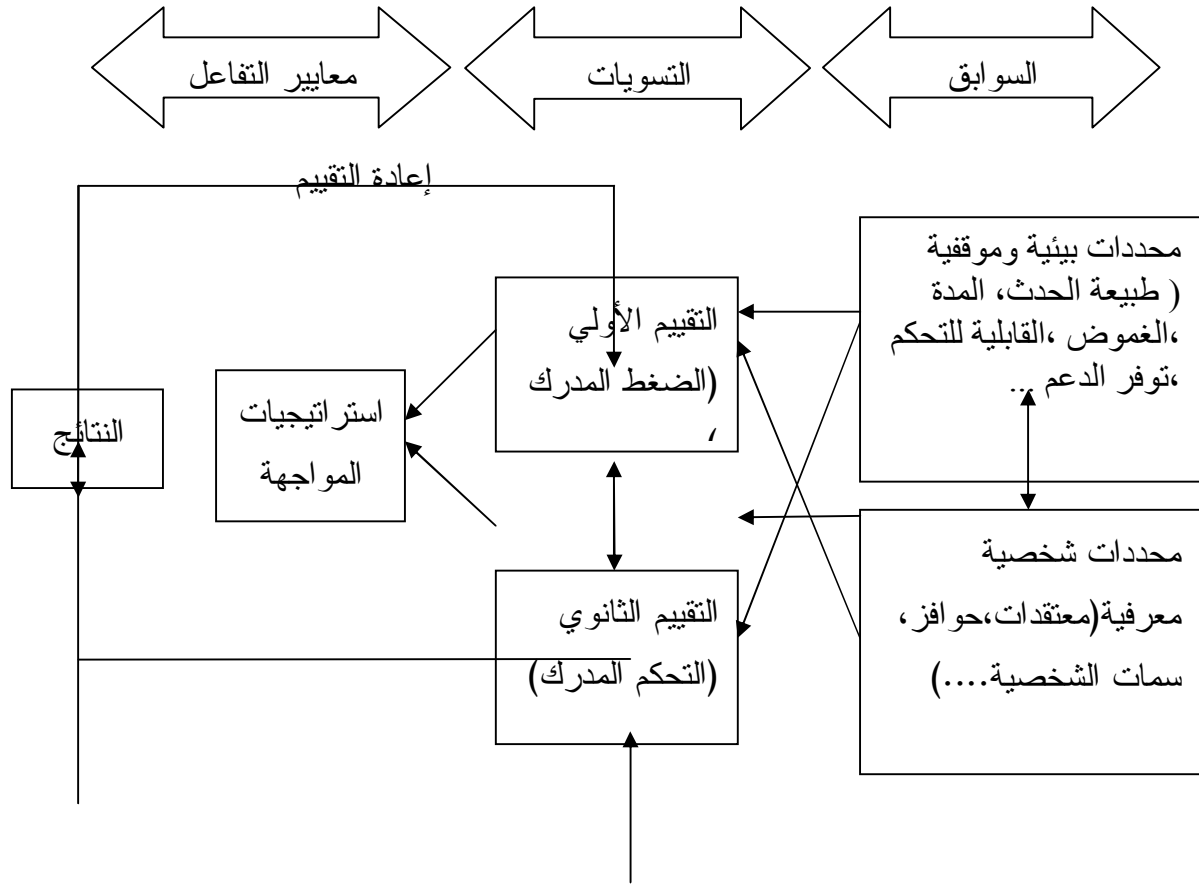 السوابق
التسويات
معايير التفاعل
إعادة التقييم
محددات بيئية وموقفية
( طبيعة الحدث، المدة
،الغموض ،القابلية للتحكم
،توفر الدعم ...
التقييم الأولي
(الضغط المدرك
،
استراتيجيات
المواجهة
النتائج
محددات شخصية
معرفية(معتقدات،حوافز،
سمات الشخصية....)
التقييم الثانوي
(التحكم المدرك)